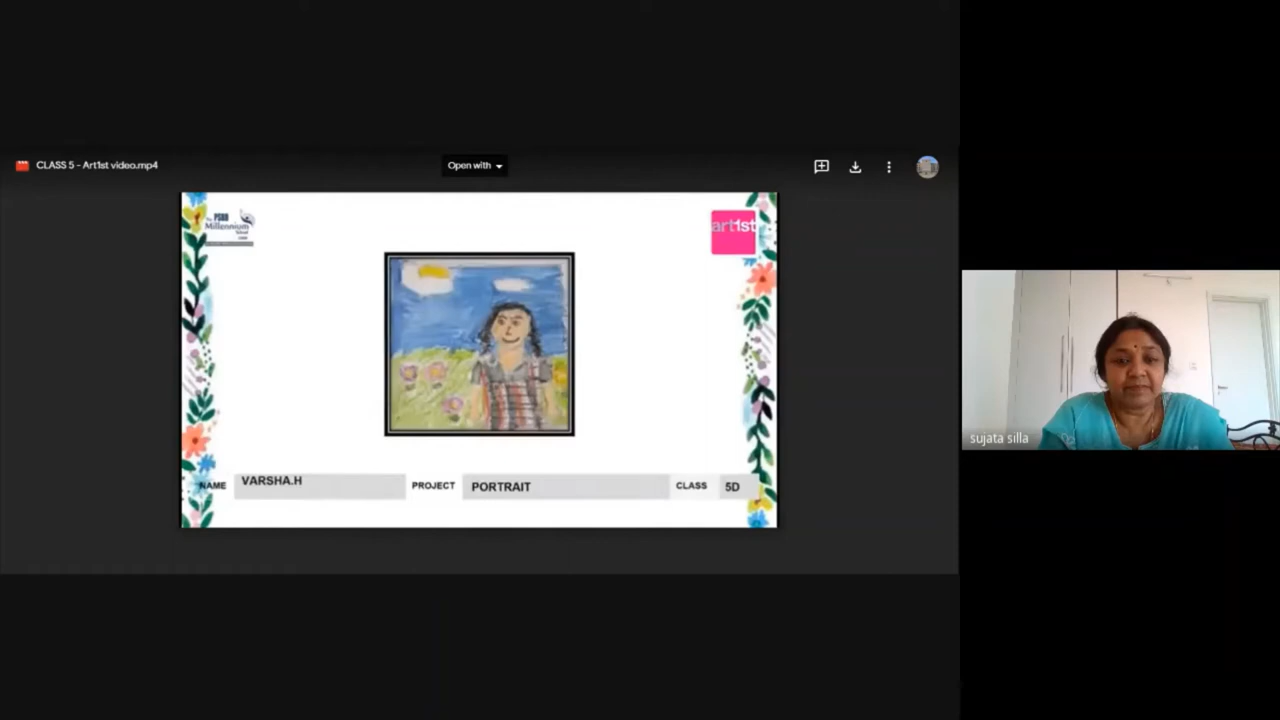 CLASS 5 - Art1st video.mp4
Open with
The PSBB
Millennium
School
art1st
NAME VARSHA.H PROJECT PORTRAIT CLASS 5D
sujata silla